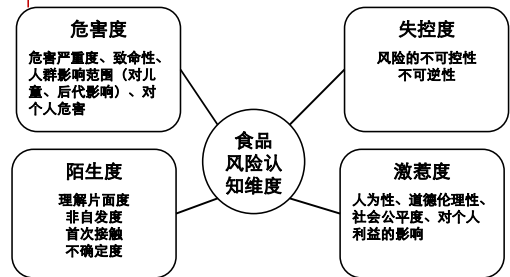 危害度
危害严重度、致命性、
人群影响范围（对儿
童、后代影响）、对
个人危害
失控度
风险的不可控性
不可逆性
食品
风险认
知维度
陌生度
理解片面度
非自发度
首次接触
不确定度
激惹度
人为性、道德伦理性、
社会公平度、对个人
利益的影响